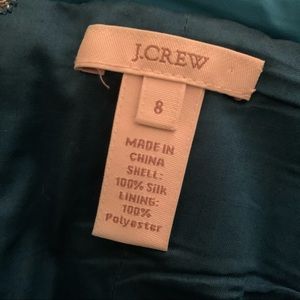 J.CREW
8
MADE IN
CHINA
SHELL:
100% Silk
LINING:
100%
Polyester